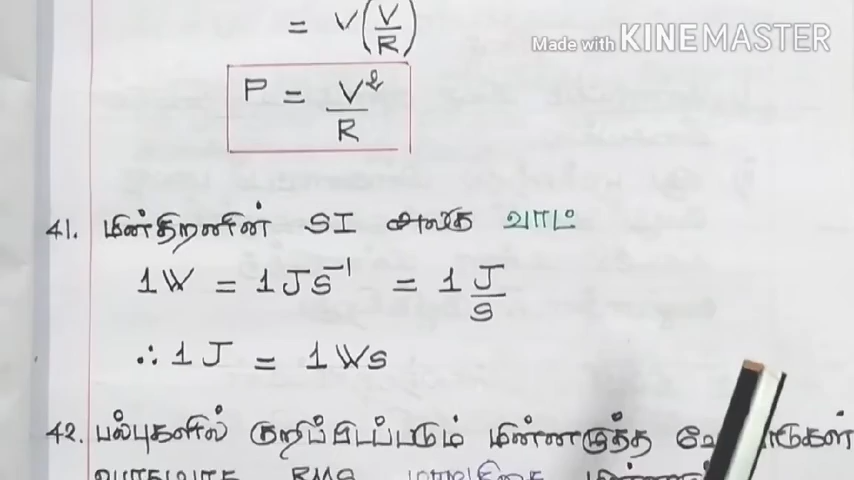 = V(V/R)
Made with KINEMASTER
P = V²/R
41. மின்திறனின் SI அலகு வாட்
1W = 1JS⁻¹ = 1 J/S
∴ 1J = 1Ws
42. பல்புகளில் குறிப்பிடப்படும் மின்னழுத்த
RMS